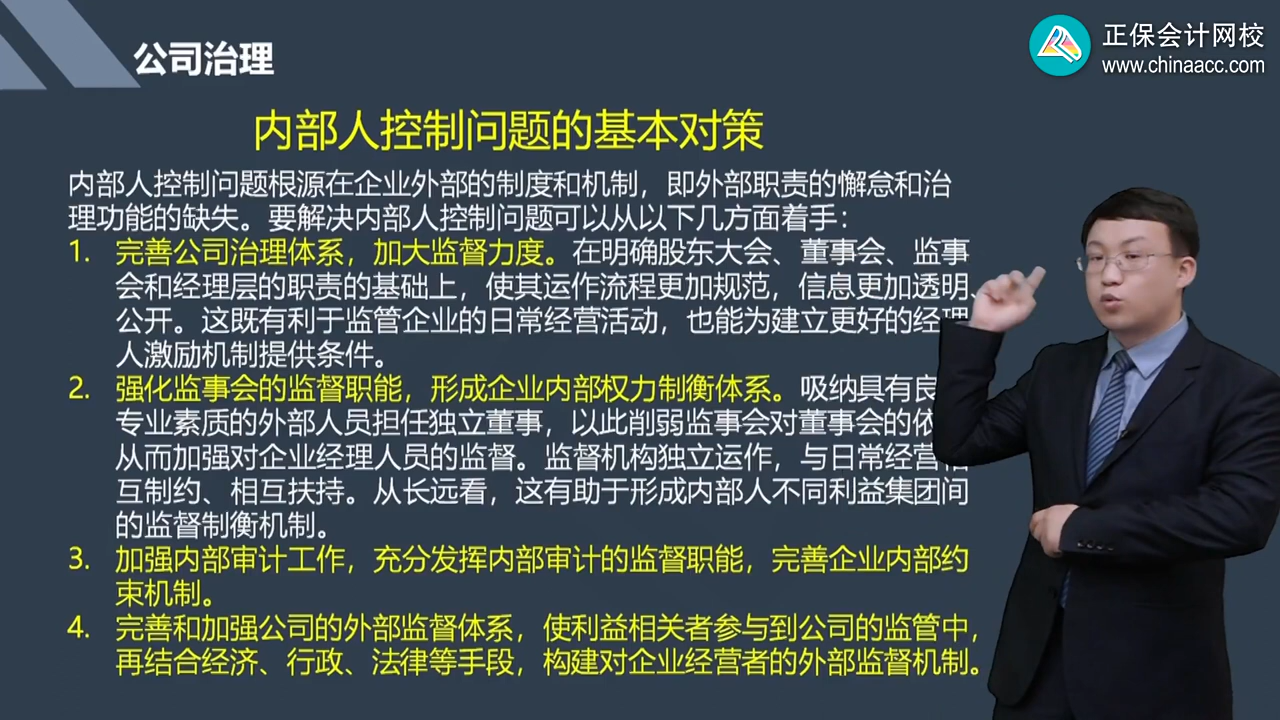 公司治理
正保会计网校
www.chinaacc.com
内部人控制问题的基本对策
内部人控制问题根源在企业外部的制度和机制，即外部职责的懈怠和治
理功能的缺失。要解决内部人控制问题可以从以下几方面着手：
1. 完善公司治理体系，加大监督力度。在明确股东大会、董事会、监事
会和经理层的职责的基础上，使其运作流程更加规范，信息更加透明
公开。这既有利于监管企业的日常经营活动，也能为建立更好的经理
人激励机制提供条件。
2. 强化监事会的监督职能，形成企业内部权力制衡体系。吸纳具有良
专业素质的外部人员担任独立董事，以此削弱监事会对董事会的依
从而加强对企业经理人员的监督。监督机构独立运作，与日常经营
互制约、相互扶持。从长远看，这有助于形成内部人不同利益集团间
的监督制衡机制。
3. 加强内部审计工作，充分发挥内部审计的监督职能，完善企业内部约
束机制。
4. 完善和加强公司的外部监督体系，使利益相关者参与到公司的监管中，
再结合经济、行政、法律等手段，构建对企业经营者的外部监督机制。